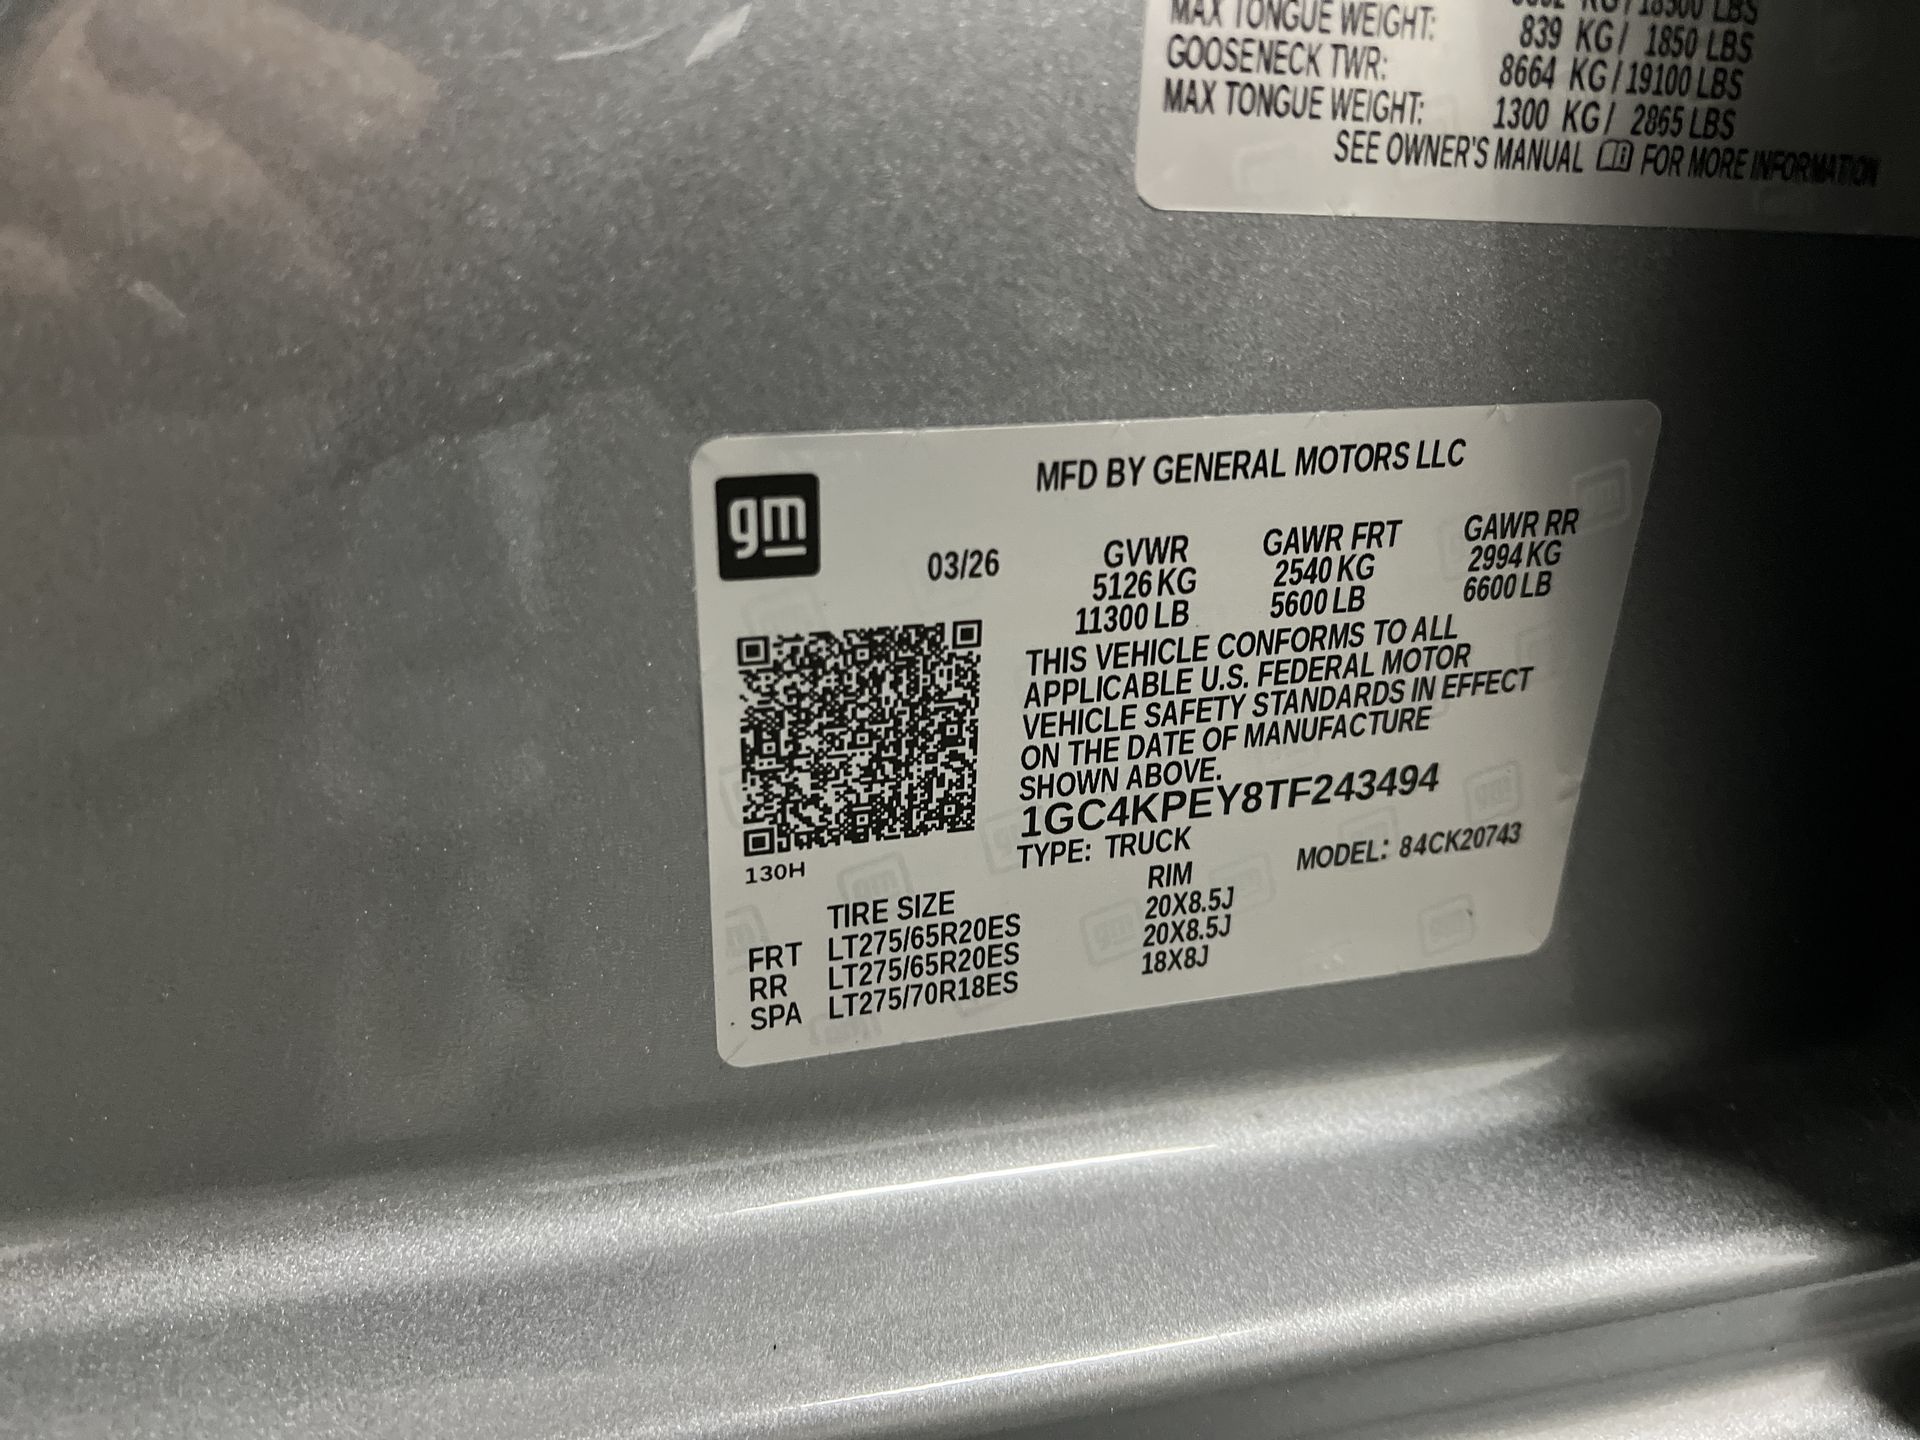 18500 LBS
MAX TONGUE WEIGHT: 839 KG / 1850 LBS
GOOSENECK TWR: 8664 KG / 19100 LBS
MAX TONGUE WEIGHT: 1300 KG / 2865 LBS
SEE OWNER'S MANUAL FOR MORE INFORMATION
gm
MFD BY GENERAL MOTORS LLC
03/26
GVWR GAWR FRT GAWR RR
5126 KG 2540 KG 2994 KG
11300 LB 5600 LB 6600 LB
THIS VEHICLE CONFORMS TO ALL
APPLICABLE U.S. FEDERAL MOTOR
VEHICLE SAFETY STANDARDS IN EFFECT
ON THE DATE OF MANUFACTURE
SHOWN ABOVE.
1GC4KPEY8TF243494
TYPE: TRUCK MODEL: 84CK20743
130H
TIRE SIZE RIM
FRT LT275/65R20ES 20X8.5J
RR LT275/65R20ES 20X8.5J
SPA LT275/70R18ES 18X8J